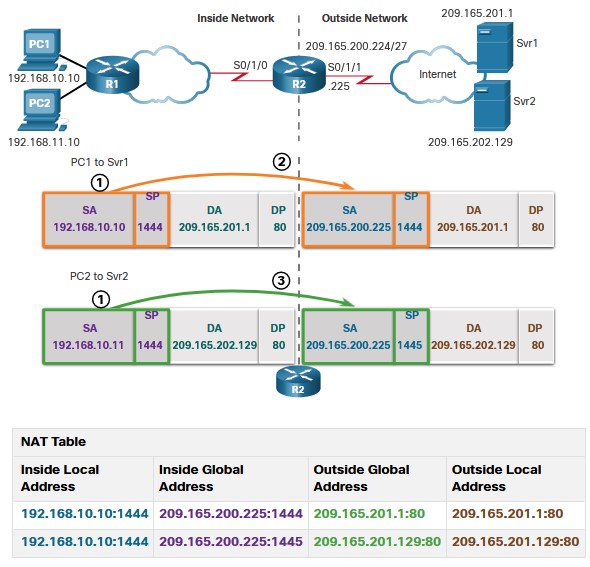 Inside Network
Outside Network
209.165.201.1
PC1
192.168.10.10
R1
S0/1/0
R2
209.165.200.224/27
S0/1/1
.225
Internet
Svr1
PC2
Svr2
192.168.11.10
209.165.202.129
PC1 to Svr1
1
2
SA
192.168.10.10
SP
1444
DA
209.165.201.1
DP
80
SA
209.165.200.225
SP
1444
DA
209.165.201.1
DP
80
PC2 to Svr2
1
3
SA
192.168.10.11
SP
1444
DA
209.165.202.129
DP
80
SA
209.165.200.225
SP
1445
DA
209.165.202.129
DP
80
R2
NAT Table
Inside Local Address
Inside Global Address
Outside Global Address
Outside Local Address
192.168.10.10:1444 209.165.200.225:1444 209.165.201.1:80 209.165.201.1:80
192.168.10.10:1444 209.165.200.225:1445 209.165.201.129:80 209.165.201.129:80